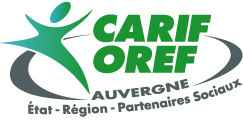 CARIF
OREF
AUVERGNE
État - Région - Partenaires Sociaux